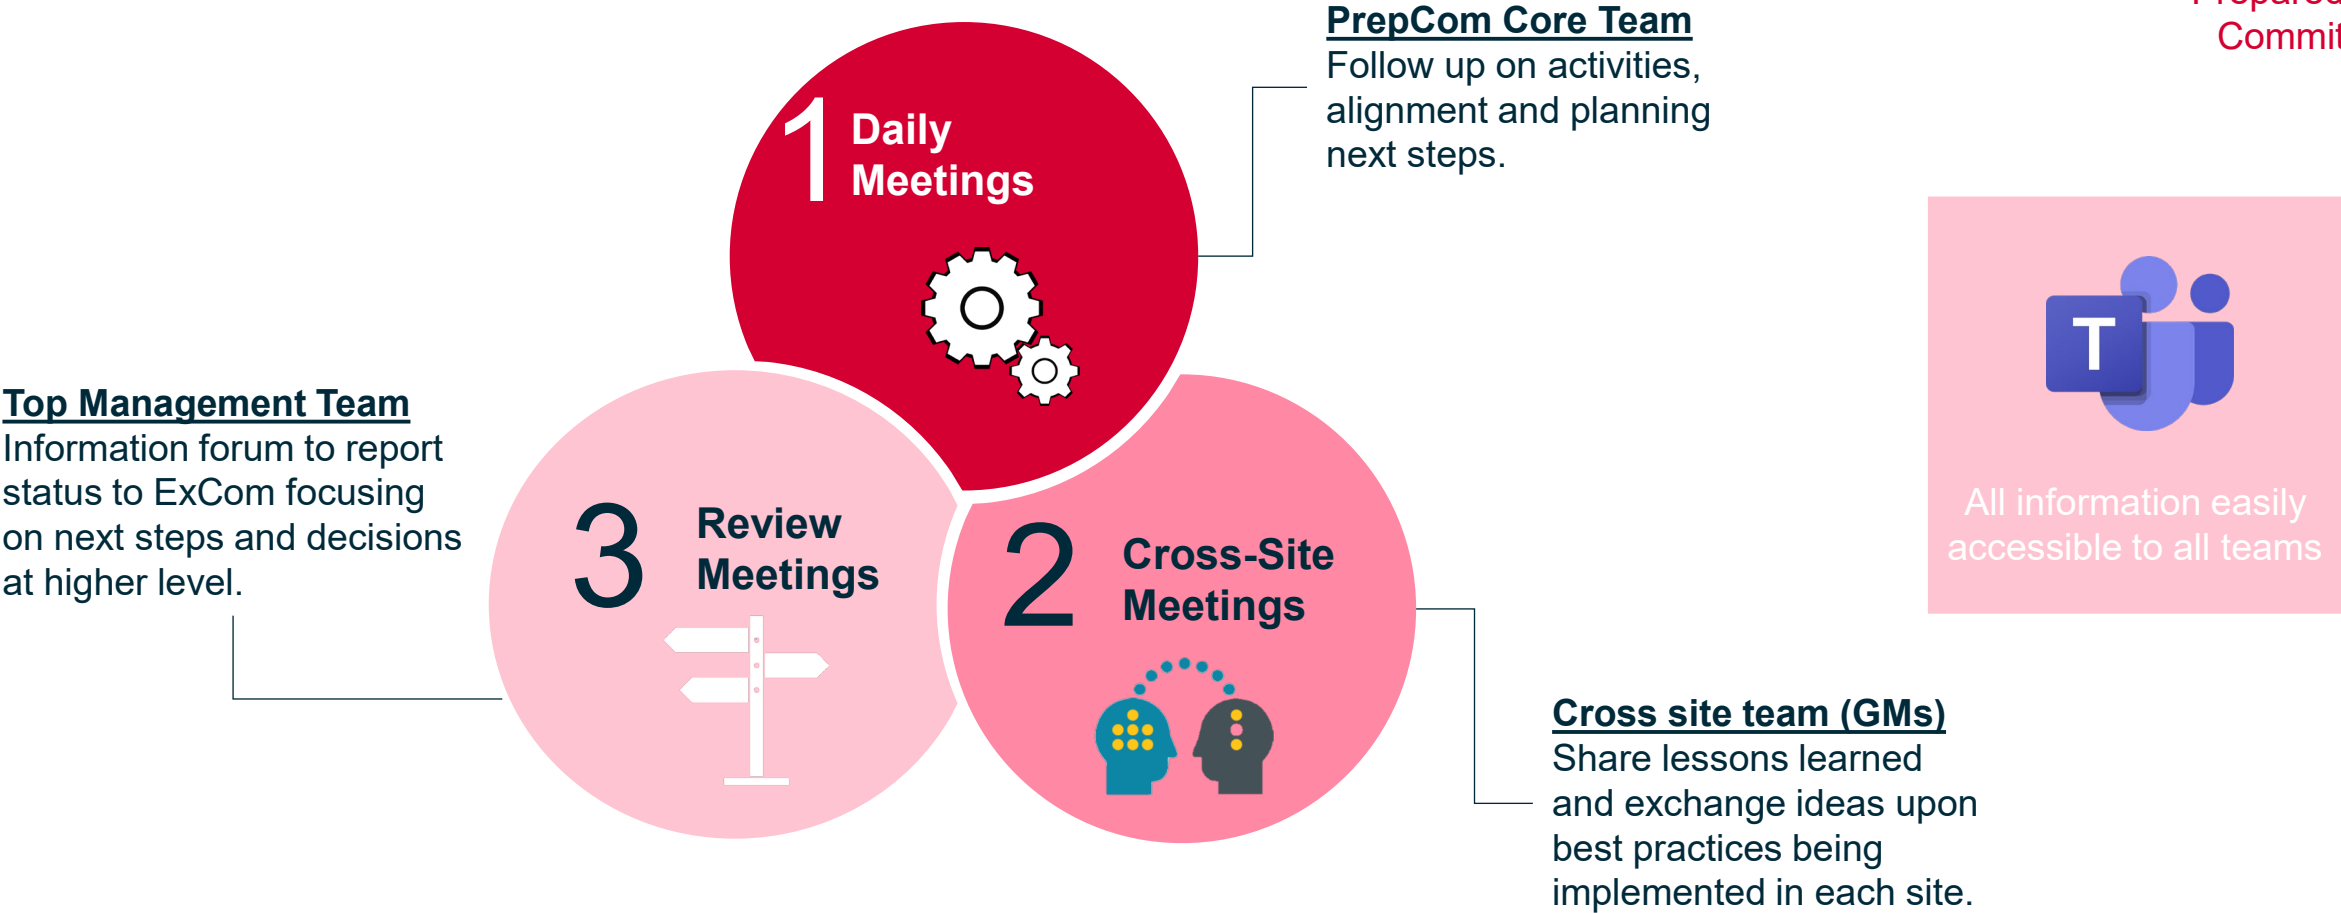 PrepCom Core Team
Follow up on activities,
alignment and planning
next steps.
Commit
1
Daily
Meetings
T
All information easily
accessible to all teams
Top Management Team
Information forum to report
status to ExCom focusing
on next steps and decisions
at higher level.
3
Review
Meetings
2
Cross-Site
Meetings
Cross site team (GMs)
Share lessons learned
and exchange ideas upon
best practices being
implemented in each site.